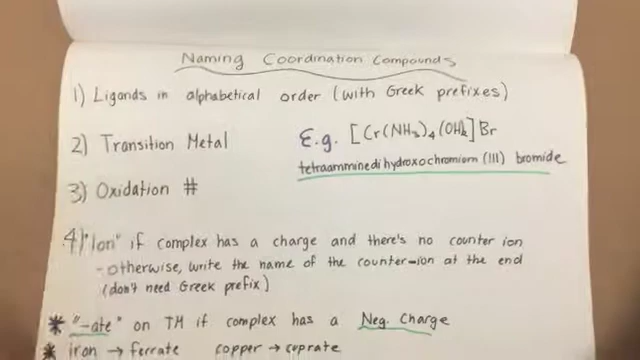 Naming Coordination Compounds
1) Ligands in alphabetical order (with Greek prefixes)
2) Transition Metal
E.g. [Cr(NH₃)₄(OH)₂]Br
tetraamminedihydroxochromium (III) bromide
3) Oxidation #
4) "Ion" if complex has a charge and there's no counter ion
-otherwise, write the name of the counter-ion at the end
(don't need Greek prefix)
* "-ate" on TM if complex has a Neg. Charge
* iron → ferrate copper → cuprate